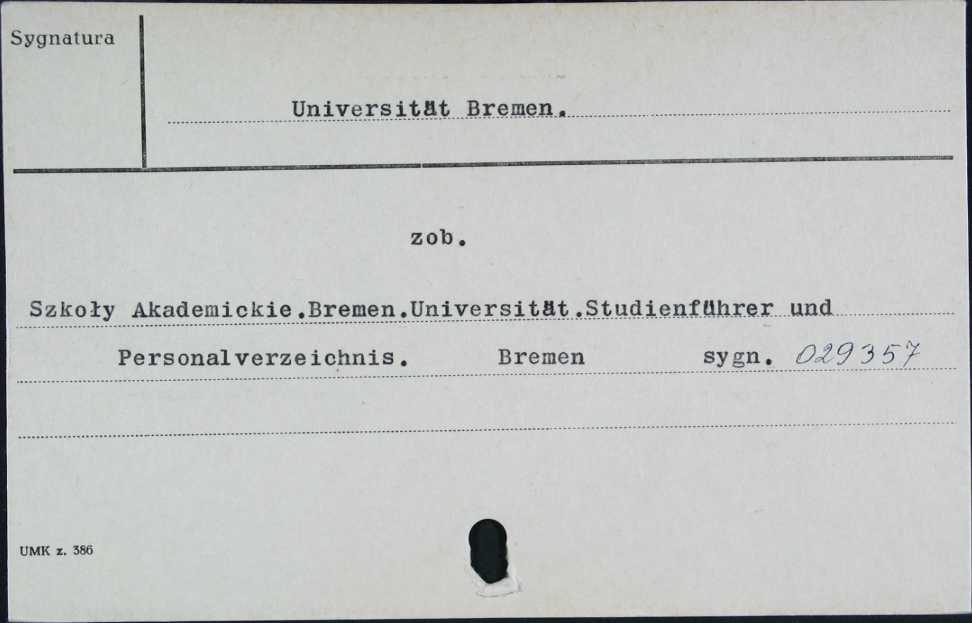 Sygnatura
Universität Bremen.
zob.
Szkoły Akademickie.Bremen.Universität.Studienführer und
Personalverzeichnis. Bremen sygn. 029357
UMK z. 386